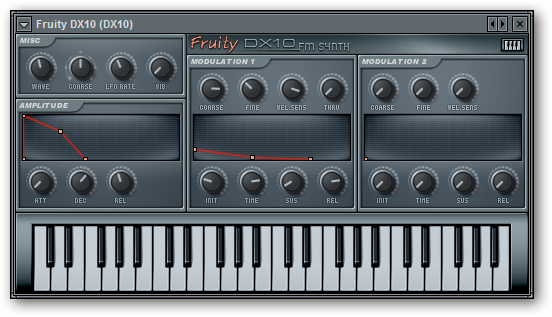 Fruity DX10 (DX10)
Fruity DX10 FM SYNTH
MISC
WAVE COARSE LFO RATE VIB
AMPLITUDE
ATT DEC REL
MODULATION 1
COARSE FINE VEL.SENS THRU
INIT TIME SUS REL
MODULATION 2
COARSE FINE VEL.SENS
INIT TIME SUS REL